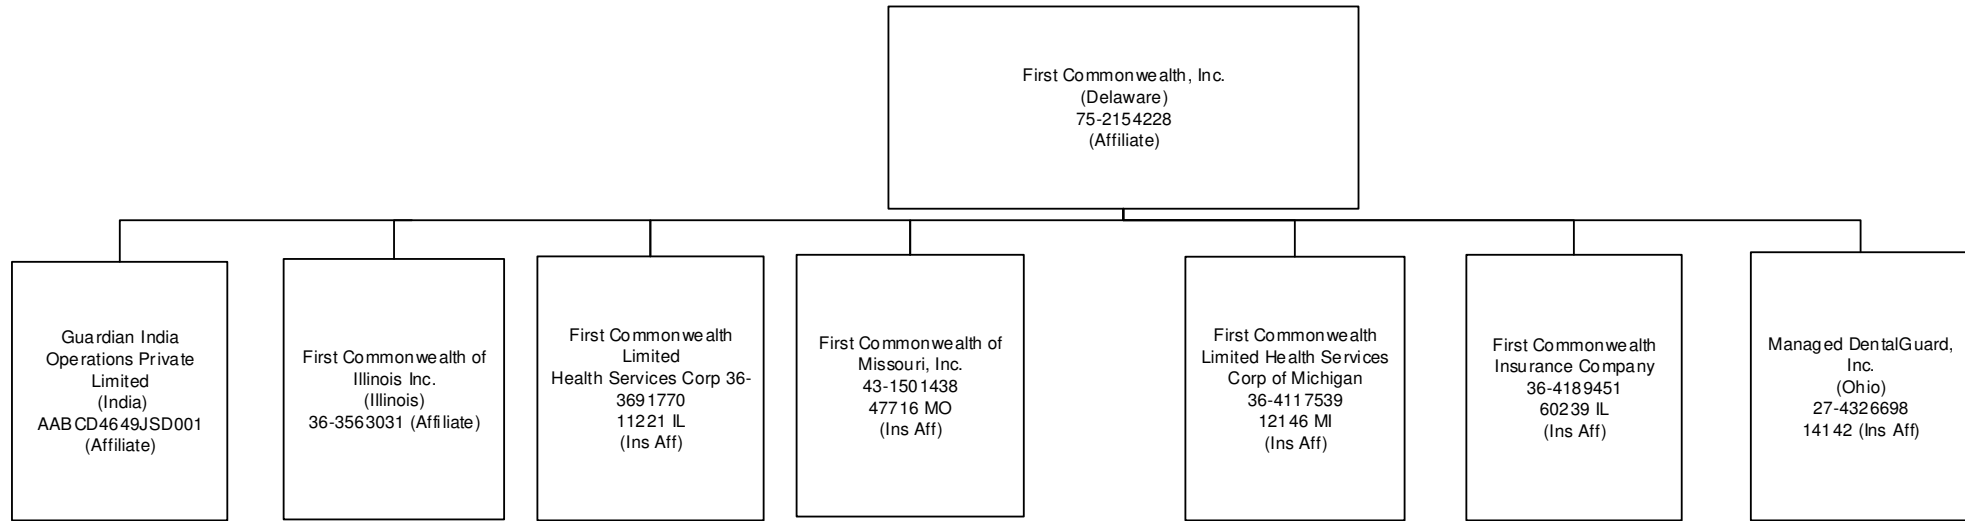 First Commonwealth, Inc.
(Delaware)
75-2154228
(Affiliate)
Guardian India
Operations Private
Limited
(India)
AABCD4649JSD001
(Affiliate)
First Commonwealth of
Illinois Inc.
(Illinois)
36-3563031 (Affiliate)
First Commonwealth
Limited
Health Services Corp 36-
3691770
11221 IL
(Ins Aff)
First Commonwealth of
Missouri, Inc.
43-1501438
47716 MO
(Ins Aff)
First Commonwealth
Limited Health Services
Corp of Michigan
36-4117539
12146 MI
(Ins Aff)
First Commonwealth
Insurance Company
36-4189451
60239 IL
(Ins Aff)
Managed DentalGuard,
Inc.
(Ohio)
27-4326698
14142 (Ins Aff)